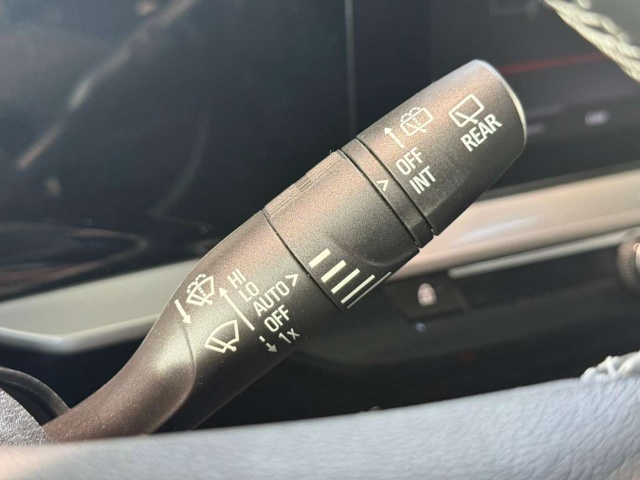 REAR
OFF
INT
HI
LO
AUTO
OFF
1x